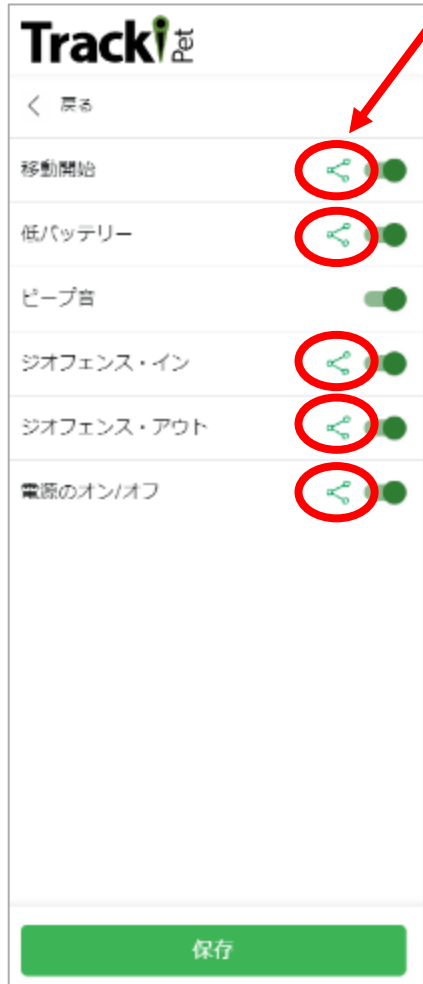 Tracki Pet
戻る
移動開始
低バッテリー
ビープ音
ジオフェンス・イン
ジオフェンス・アウト
電源のオン/オフ
保存